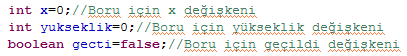 int x=0;//Boru için x değişkeni
int yukseklik=0;//Boru için yükseklik değişkeni
boolean gecti=false;//Boru için geçildi değişkeni